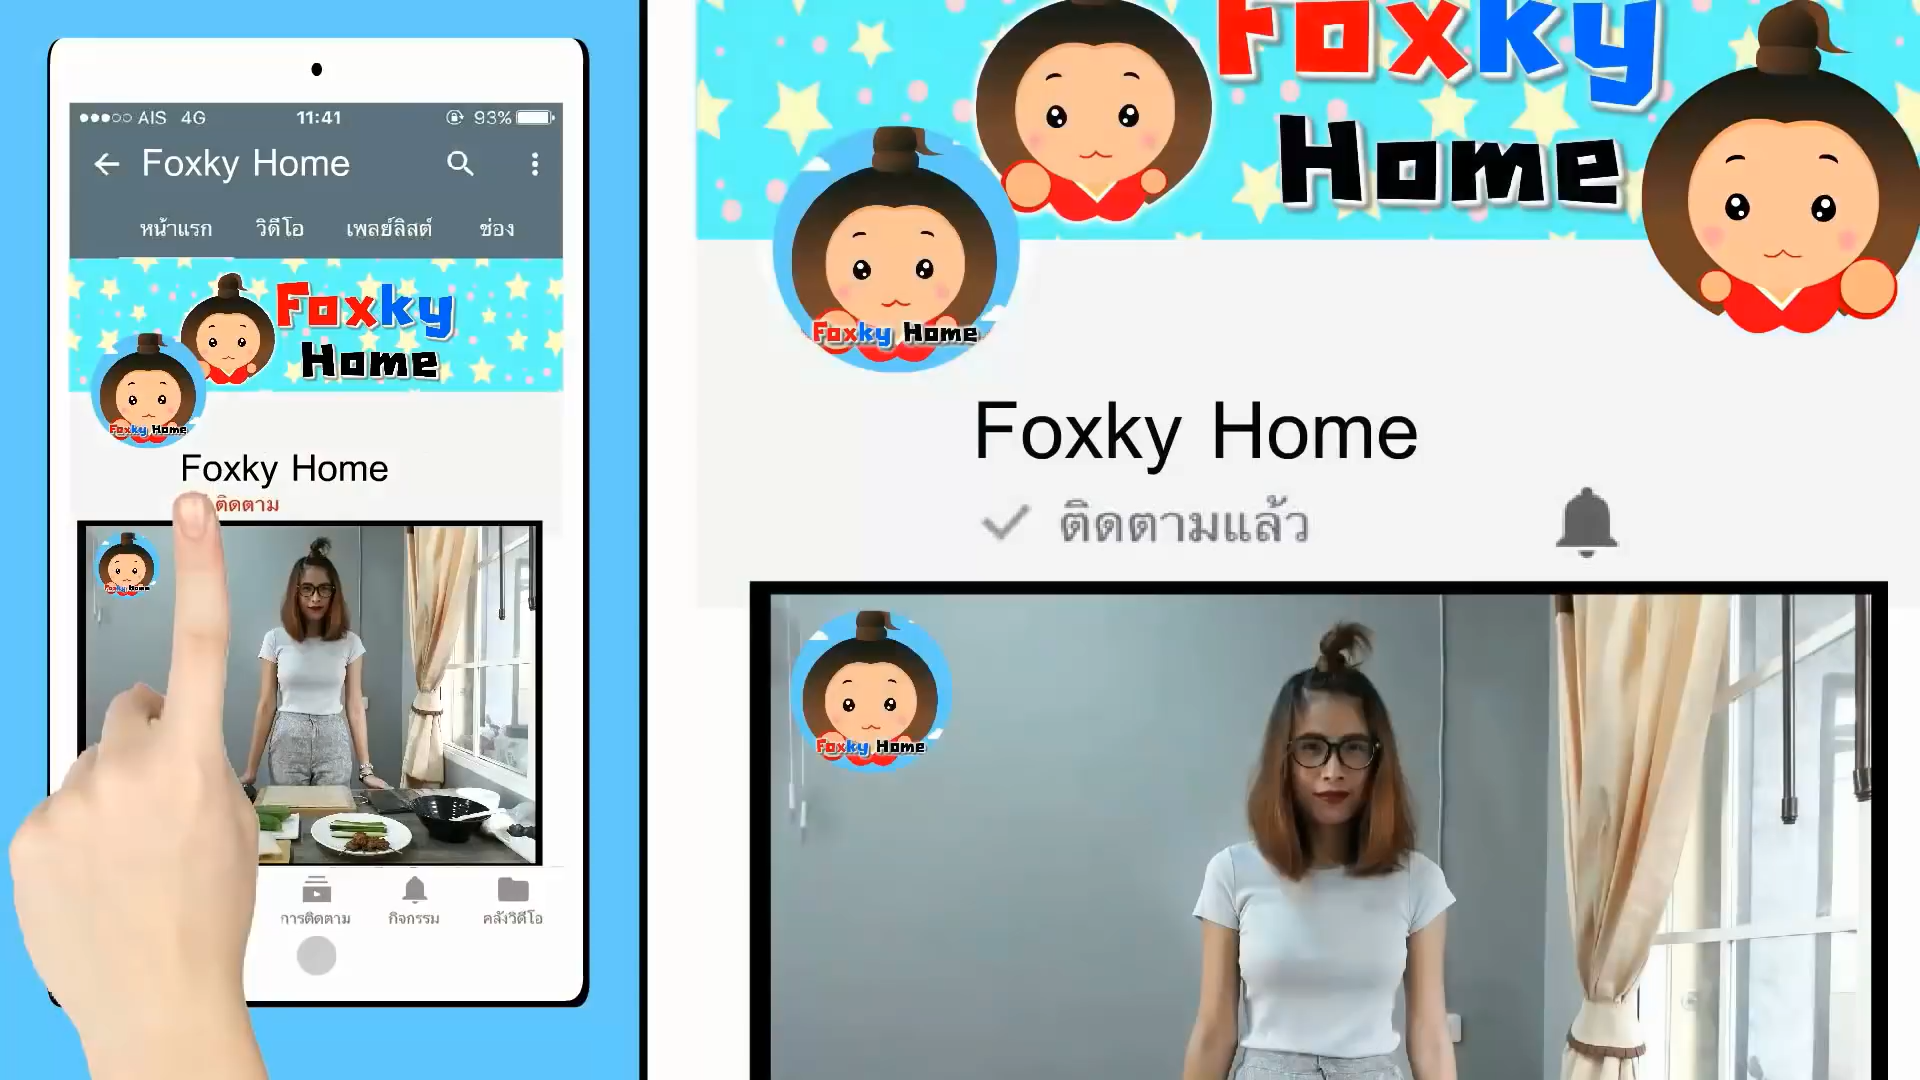 AIS 4G 11:41 93%
Foxky Home
หน้าแรก วิดีโอ เพลย์ลิสต์ ช่อง
Foxky
Home
Foxky Home
Foxky Home
ติดตาม
Foxky Home
การติดตาม กิจกรรม คลังวิดีโอ
Foxky
Home
Foxky Home
Foxky Home
ติดตามแล้ว
Foxky Home